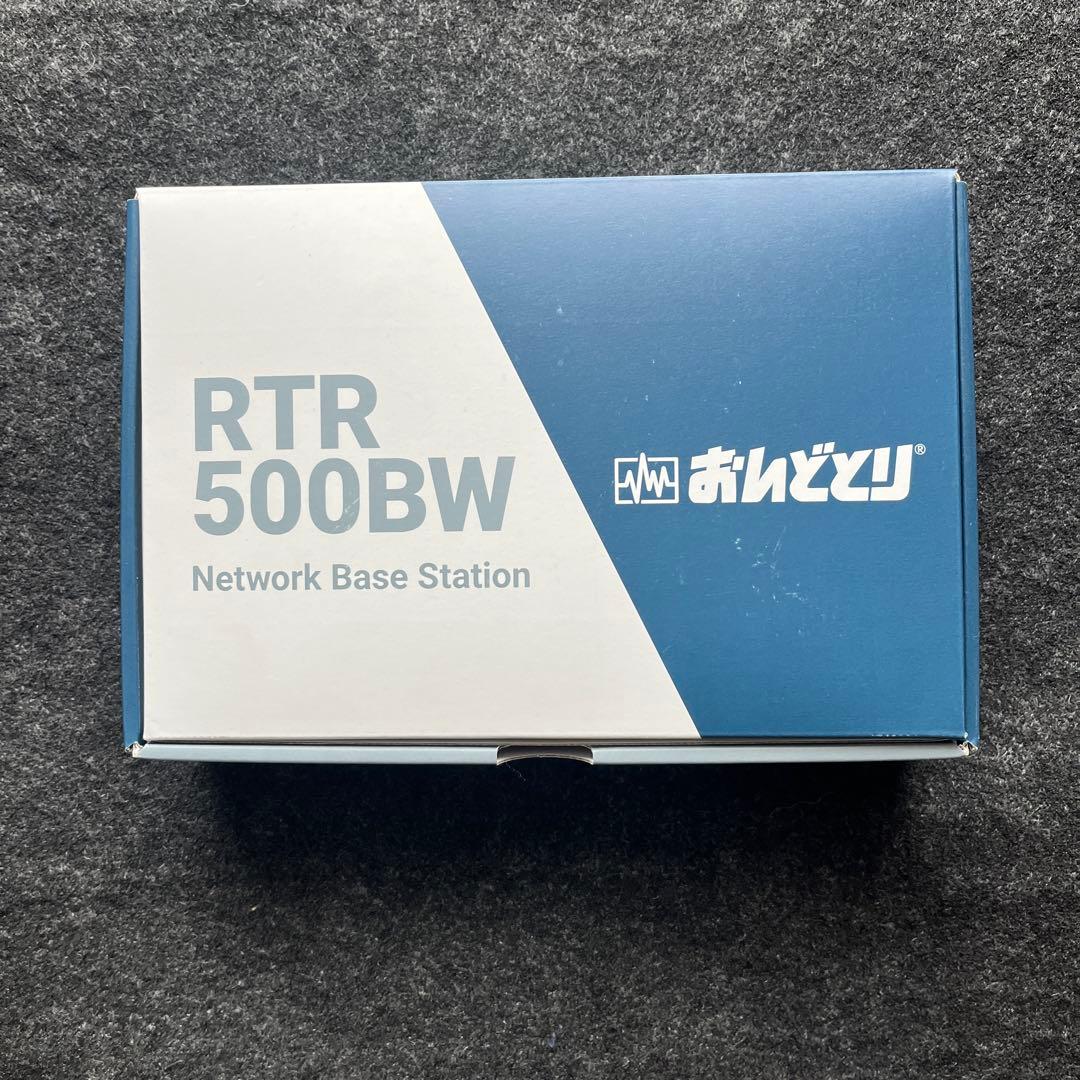 RTR
500BW
Network Base Station
おんどとり®